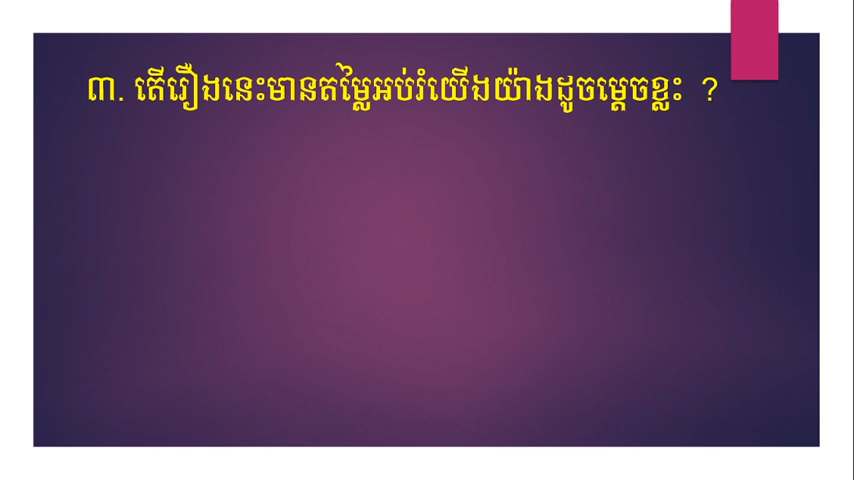 ៣. តើរឿងនេះមានតម្លៃអប់រំយើងយ៉ាងដូចម្តេចខ្លះ ?